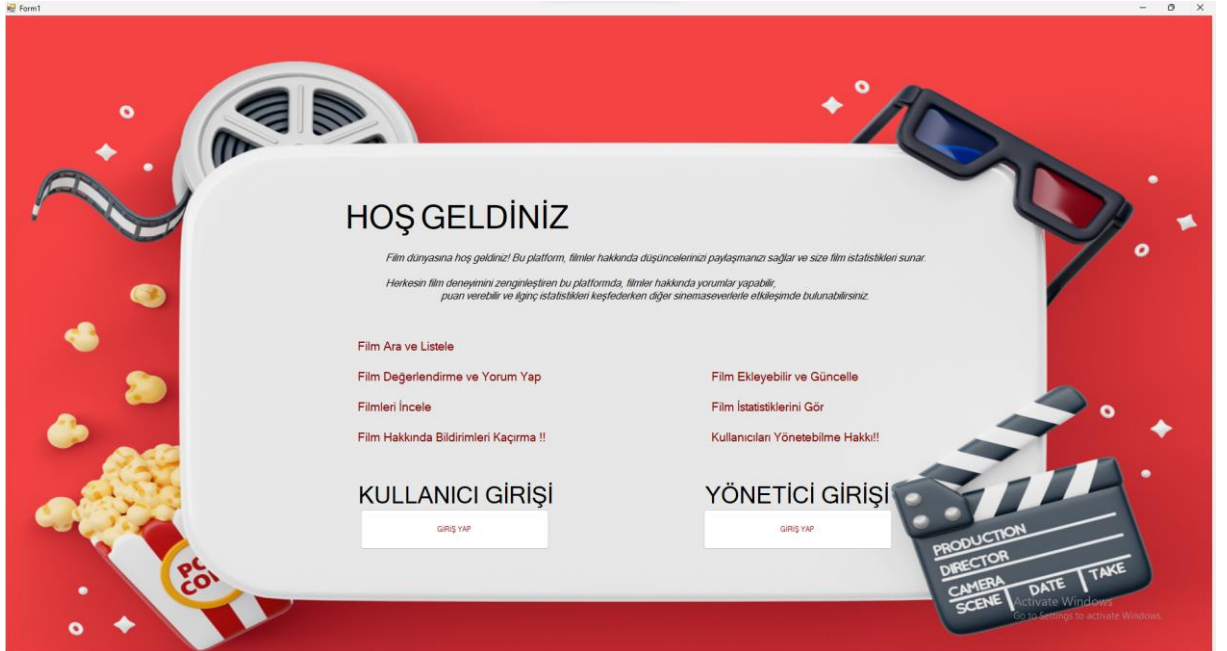 Form1
HOŞ GELDİNİZ
Film dünyasına hoş geldiniz! Bu platform, filmler hakkında düşüncelerinizi paylaşmanızı sağlar ve size film istatistikleri sunar.
Herkesin film deneyimini zenginleştiren bu platformda, filmler hakkında yorumlar yapabilir,
puan verebilir ve ilginç istatistikleri keşfederken diğer sinemaseverlerle etkileşimde bulunabilirsiniz.
Film Ara ve Listele
Film Değerlendirme ve Yorum Yap
Filmleri İncele
Film Hakkında Bildirimleri Kaçırma !!
KULLANICI GİRİŞİ
GİRİŞ YAP
Film Ekleyebilir ve Güncelle
Film İstatistiklerini Gör
Kullanıcıları Yönetebilme Hakkı!!
YÖNETİCİ GİRİŞİ
GİRİŞ YAP
PRODUCTION
DIRECTOR
CAMERA
SCENE DATE TAKE
Activate Windows
Go to Settings to activate Windows.